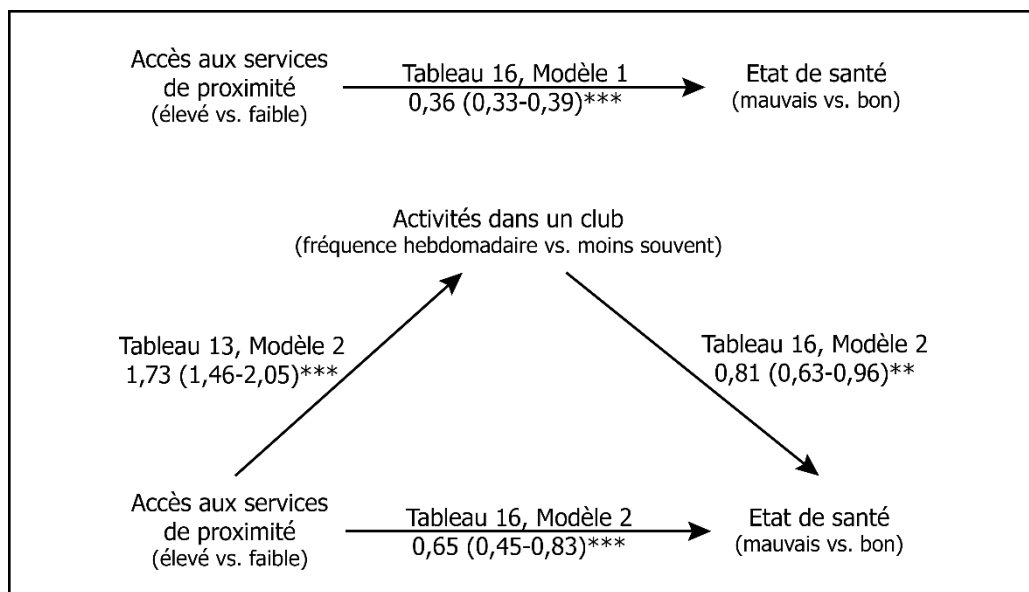 Accès aux services
de proximité
(élevé vs. faible)
Tableau 16, Modèle 1
0,36 (0,33-0,39)***
Etat de santé
(mauvais vs. bon)
Activités dans un club
(fréquence hebdomadaire vs. moins souvent)
Tableau 13, Modèle 2
1,73 (1,46-2,05)***
Tableau 16, Modèle 2
0,81 (0,63-0,96)**
Accès aux services
de proximité
(élevé vs. faible)
Tableau 16, Modèle 2
0,65 (0,45-0,83)***
Etat de santé
(mauvais vs. bon)